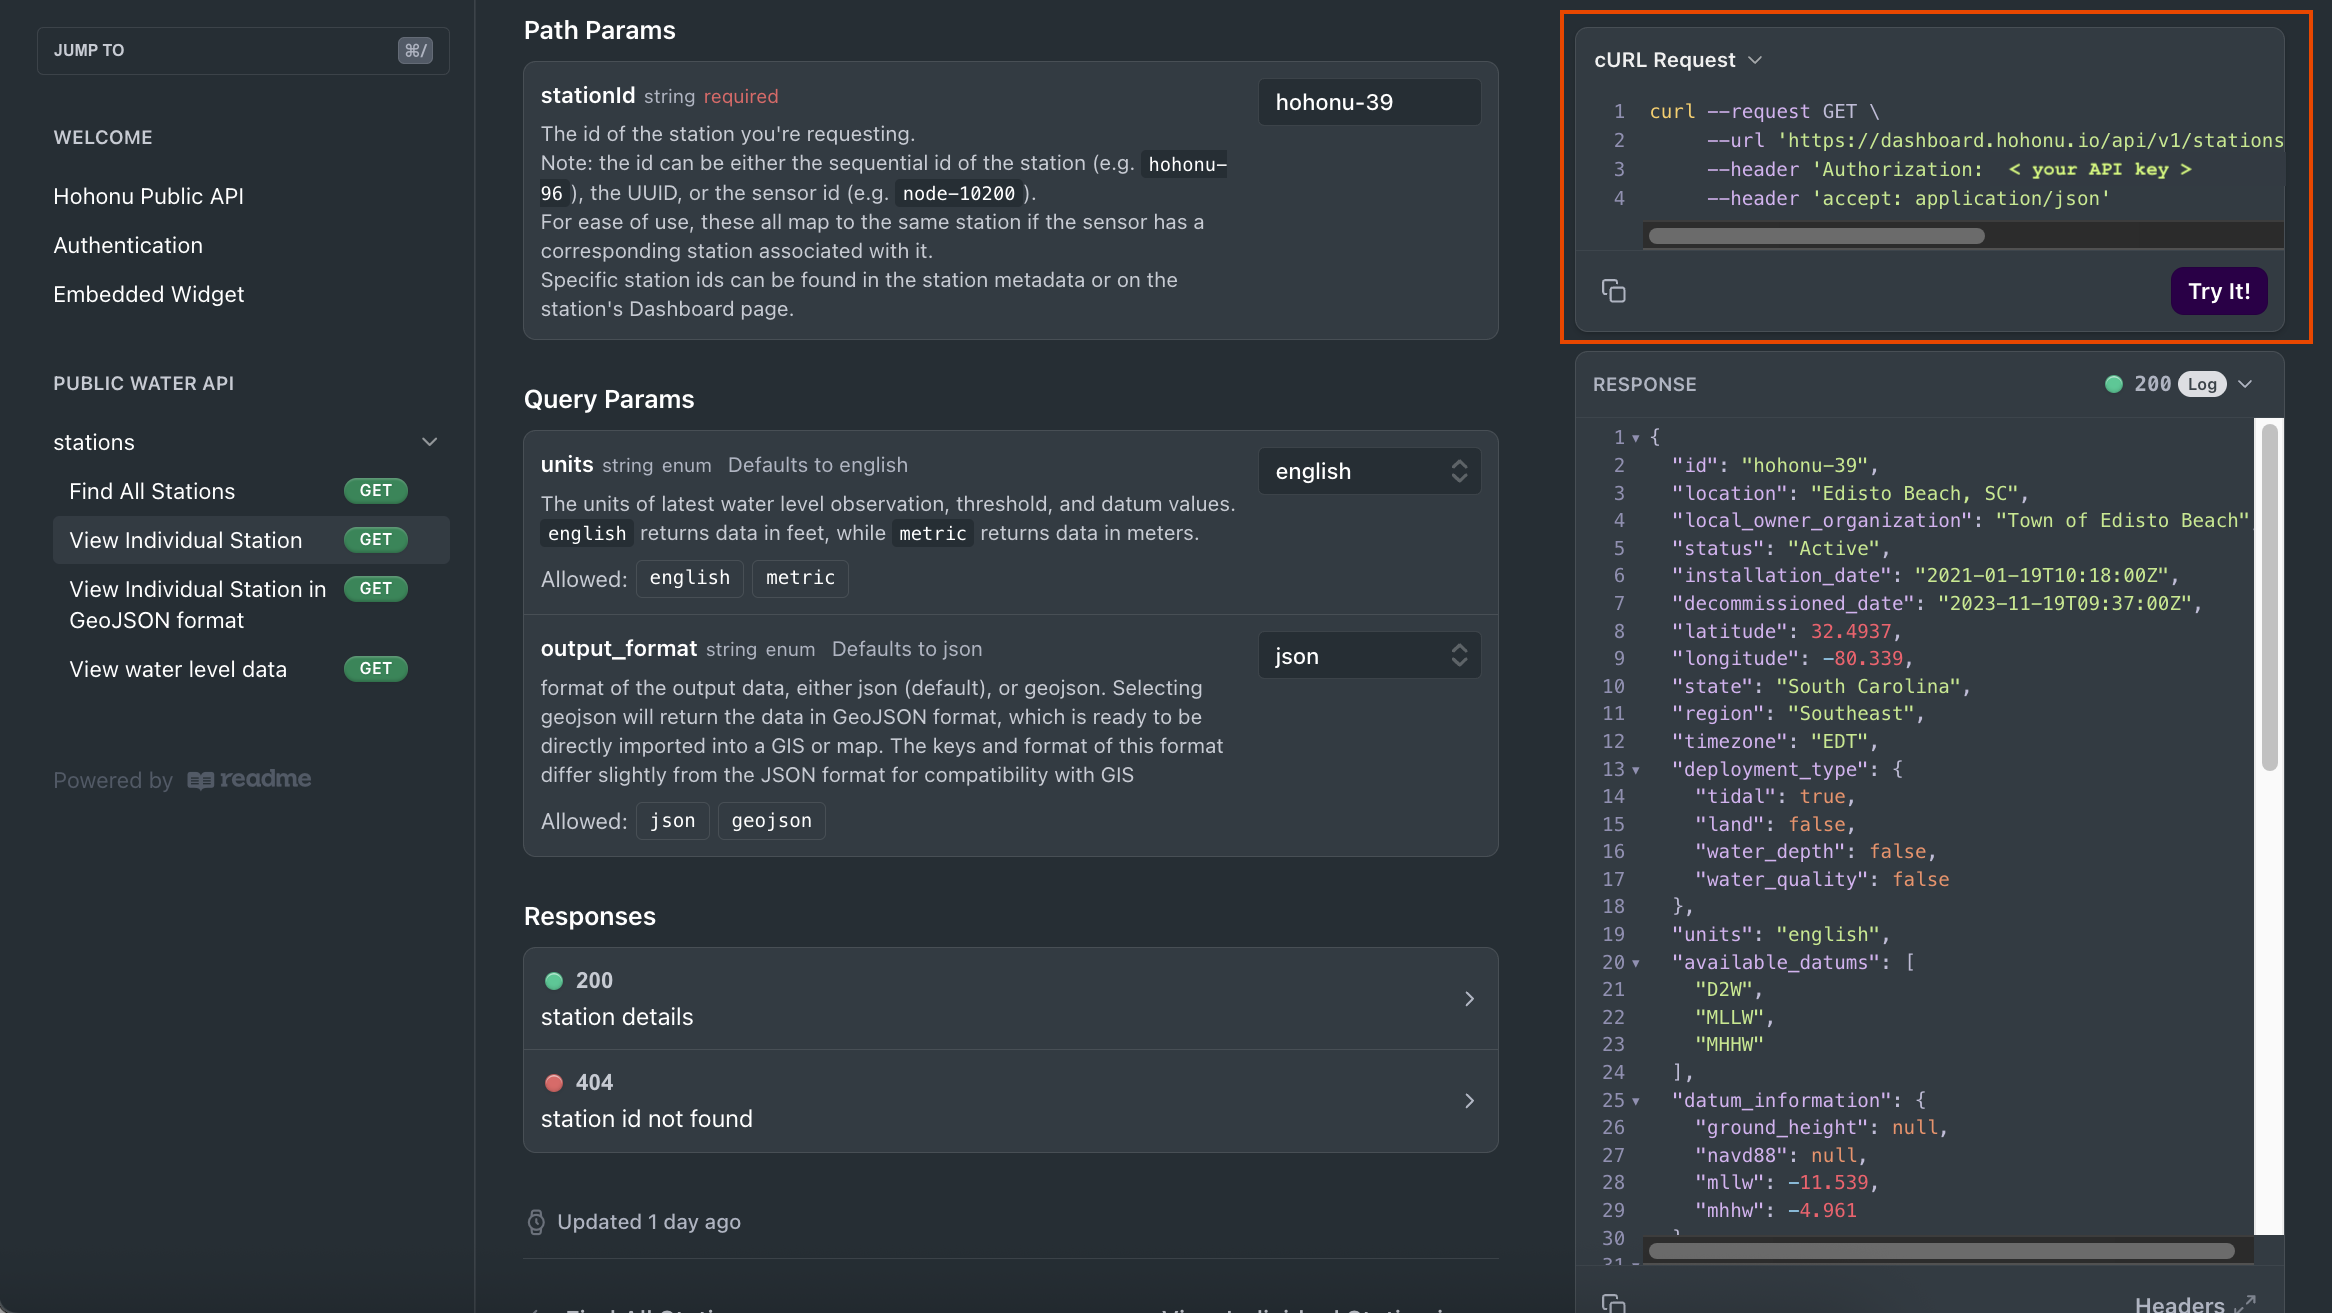 JUMP TO ⌘/
WELCOME
Hohonu Public API
Authentication
Embedded Widget
PUBLIC WATER API
stations
Find All Stations GET
View Individual Station GET
View Individual Station in GET
GeoJSON format
View water level data GET
Powered by readme
Path Params
stationId string required
hohonu-39
The id of the station you're requesting.
Note: the id can be either the sequential id of the station (e.g. hohonu-
96 ), the UUID, or the sensor id (e.g. node-10200 ).
For ease of use, these all map to the same station if the sensor has a
corresponding station associated with it.
Specific station ids can be found in the station metadata or on the
station's Dashboard page.
Query Params
units string enum Defaults to english
english
The units of latest water level observation, threshold, and datum values.
english returns data in feet, while metric returns data in meters.
Allowed: english metric
output_format string enum Defaults to json
json
format of the output data, either json (default), or geojson. Selecting
geojson will return the data in GeoJSON format, which is ready to be
directly imported into a GIS or map. The keys and format of this format
differ slightly from the JSON format for compatibility with GIS
Allowed: json geojson
Responses
200
station details
404
station id not found
Updated 1 day ago
cURL Request
1 curl --request GET \
2 --url 'https://dashboard.hohonu.io/api/v1/stations
3 --header 'Authorization: < your API key >
4 --header 'accept: application/json'
Try It!
RESPONSE 200 Log
1 {
2 "id": "hohonu-39",
3 "location": "Edisto Beach, SC",
4 "local_owner_organization": "Town of Edisto Beach"
5 "status": "Active",
6 "installation_date": "2021-01-19T10:18:00Z",
7 "decommissioned_date": "2023-11-19T09:37:00Z",
8 "latitude": 32.4937,
9 "longitude": -80.339,
10 "state": "South Carolina",
11 "region": "Southeast",
12 "timezone": "EDT",
13 "deployment_type": {
14 "tidal": true,
15 "land": false,
16 "water_depth": false,
17 "water_quality": false
18 },
19 "units": "english",
20 "available_datums": [
21 "D2W",
22 "MLLW",
23 "MHHW"
24 ],
25 "datum_information": {
26 "ground_height": null,
27 "navd88": null,
28 "mllw": -11.539,
29 "mhhw": -4.961
30
31
Headers